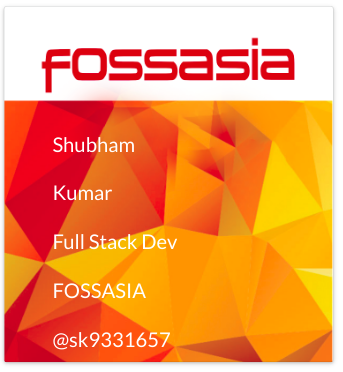 fossasia
Shubham
Kumar
Full Stack Dev
FOSSASIA
@sk9331657